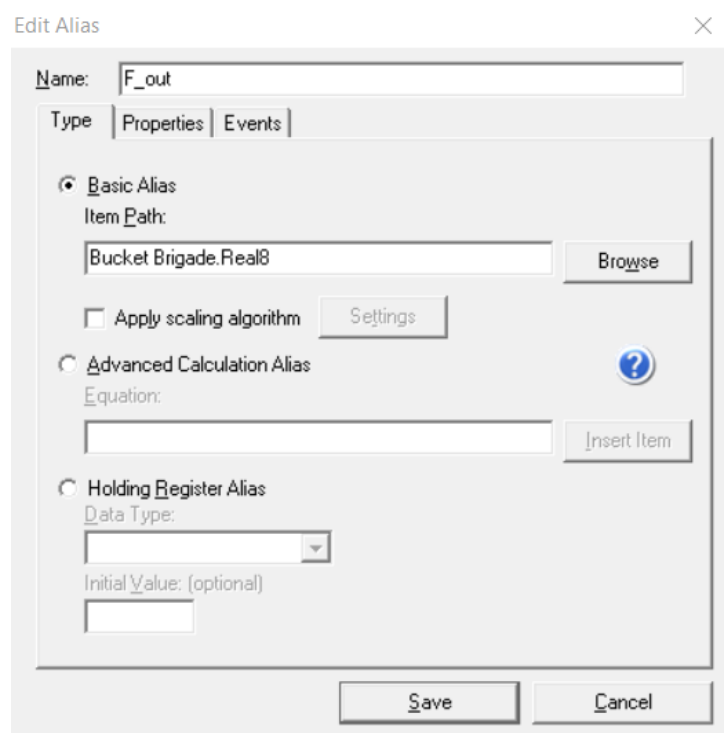 Edit Alias
Name: F_out
Type Properties Events
Basic Alias
Item Path:
Bucket Brigade.Real8 Browse
Apply scaling algorithm Settings
Advanced Calculation Alias ?
Equation:
Insert Item
Holding Register Alias
Data Type:
Initial Value: (optional)
Save Cancel